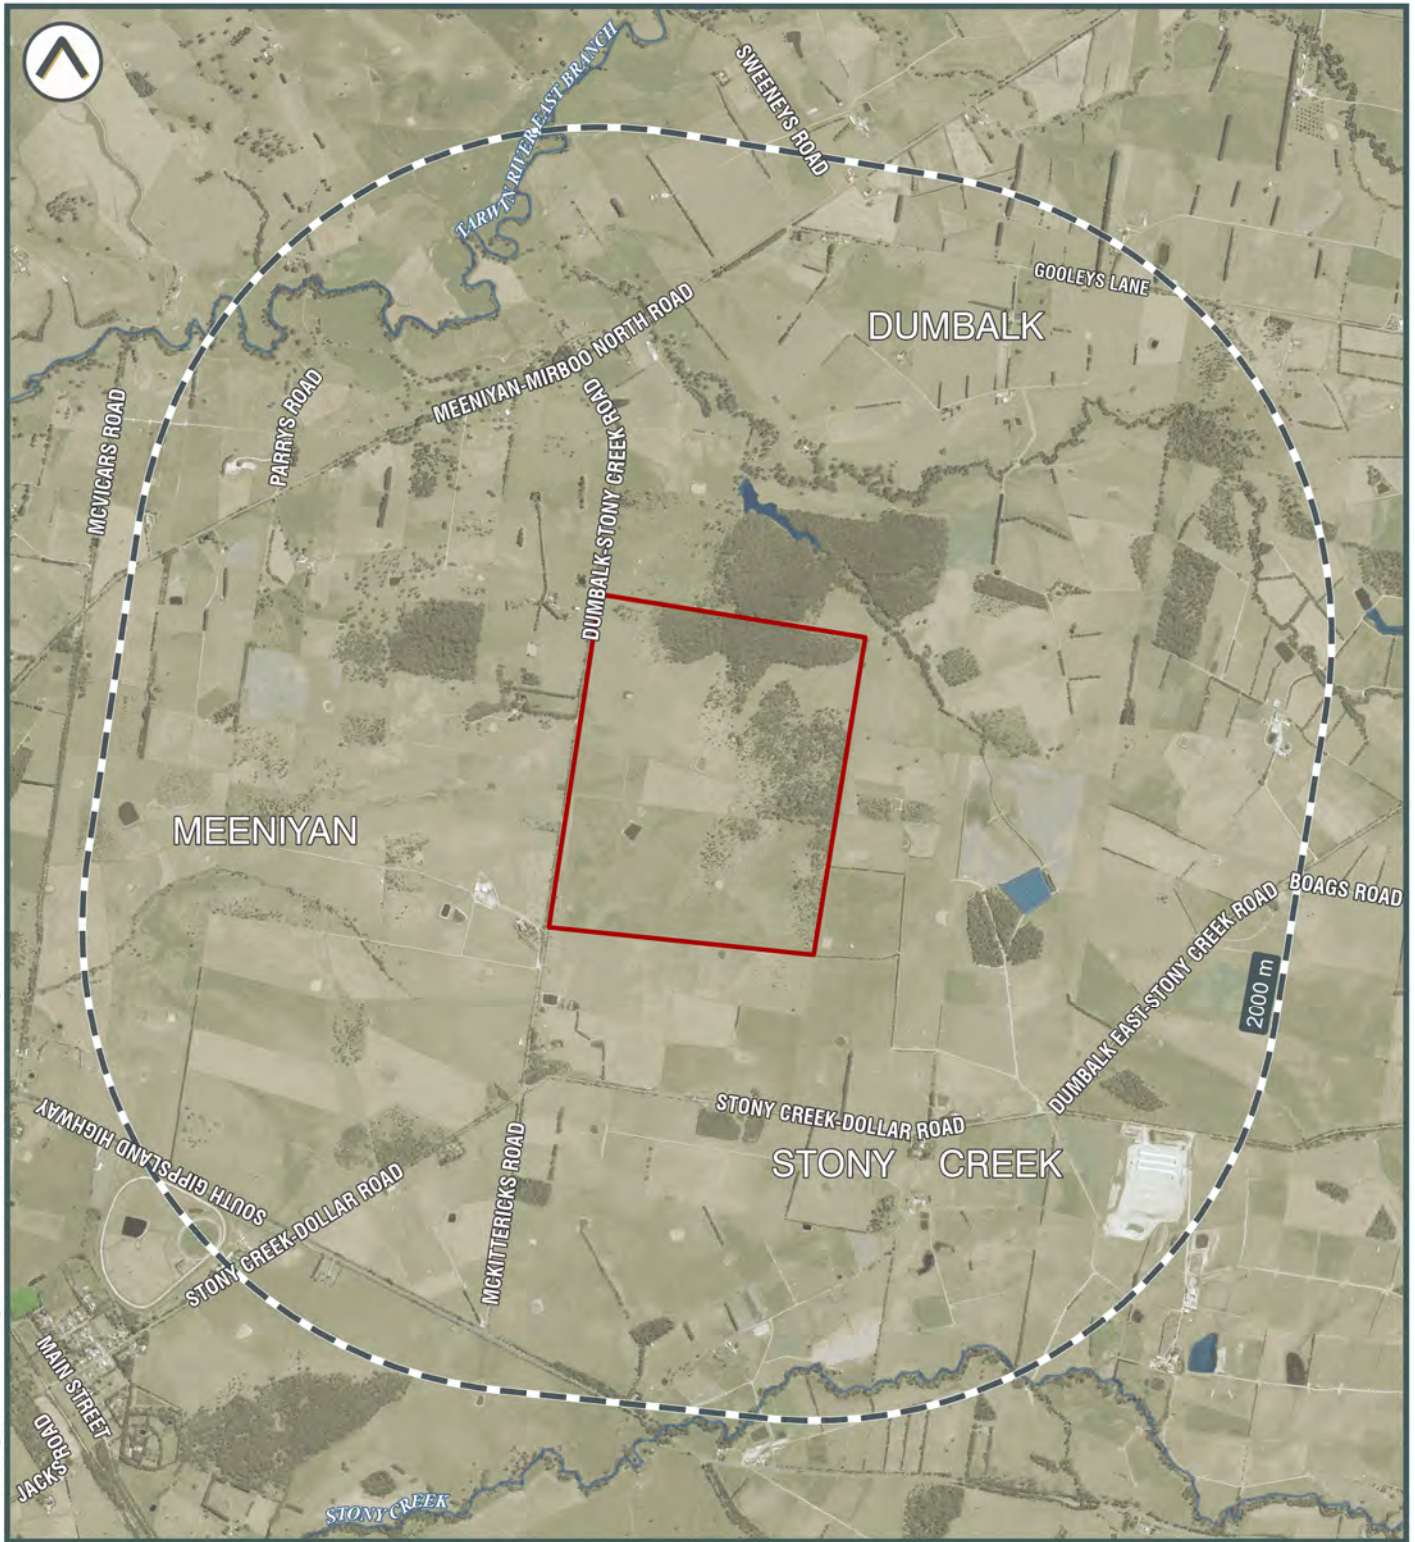 TARWIN RIVER EAST BRANCH
SWEENEYS ROAD
GOOLEYS LANE
DUMBALK
MEENIYAN-MIRBOO NORTH ROAD
PARRYS ROAD
MCVICARS ROAD
DUMBALK-STONY CREEK ROAD
MEENIYAN
BOAGS ROAD
DUMBALK EAST-STONY CREEK ROAD
2000 m
STONY CREEK-DOLLAR ROAD
STONY CREEK
SOUTH GIPPSLAND HIGHWAY
STONY CREEK-DOLLAR ROAD
MCKITTERICKS ROAD
MAIN STREET
JACKS ROAD
STONY CREEK